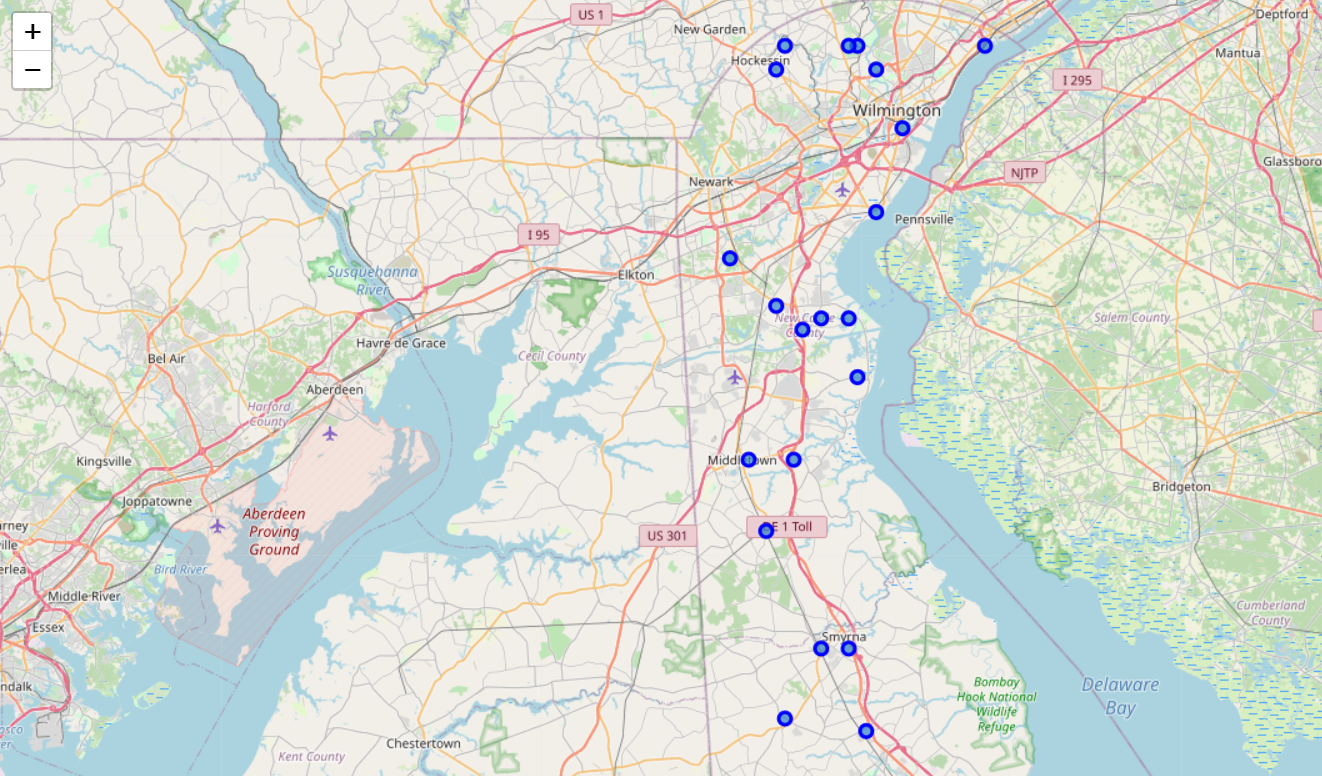 +
−
US 1
New Garden
Deptford
Mantua
Hockessin
I 295
Wilmington
Glassboro
NJTP
Newark
Pennsville
I 95
Susquehanna
River
Elkton
New Castle
County
Salem County
Havre de Grace
Cecil County
Bel Air
Aberdeen
Harford
County
Kingsville
Middletown
Bridgeton
Joppatowne
Aberdeen
Proving
Ground
DE 1 Toll
US 301
Bird River
Middle River
Cumberland
County
Essex
Smyrna
ndalk
Bombay
Hook National
Wildlife
Refuge
Delaware
Bay
Chestertown
Kent County